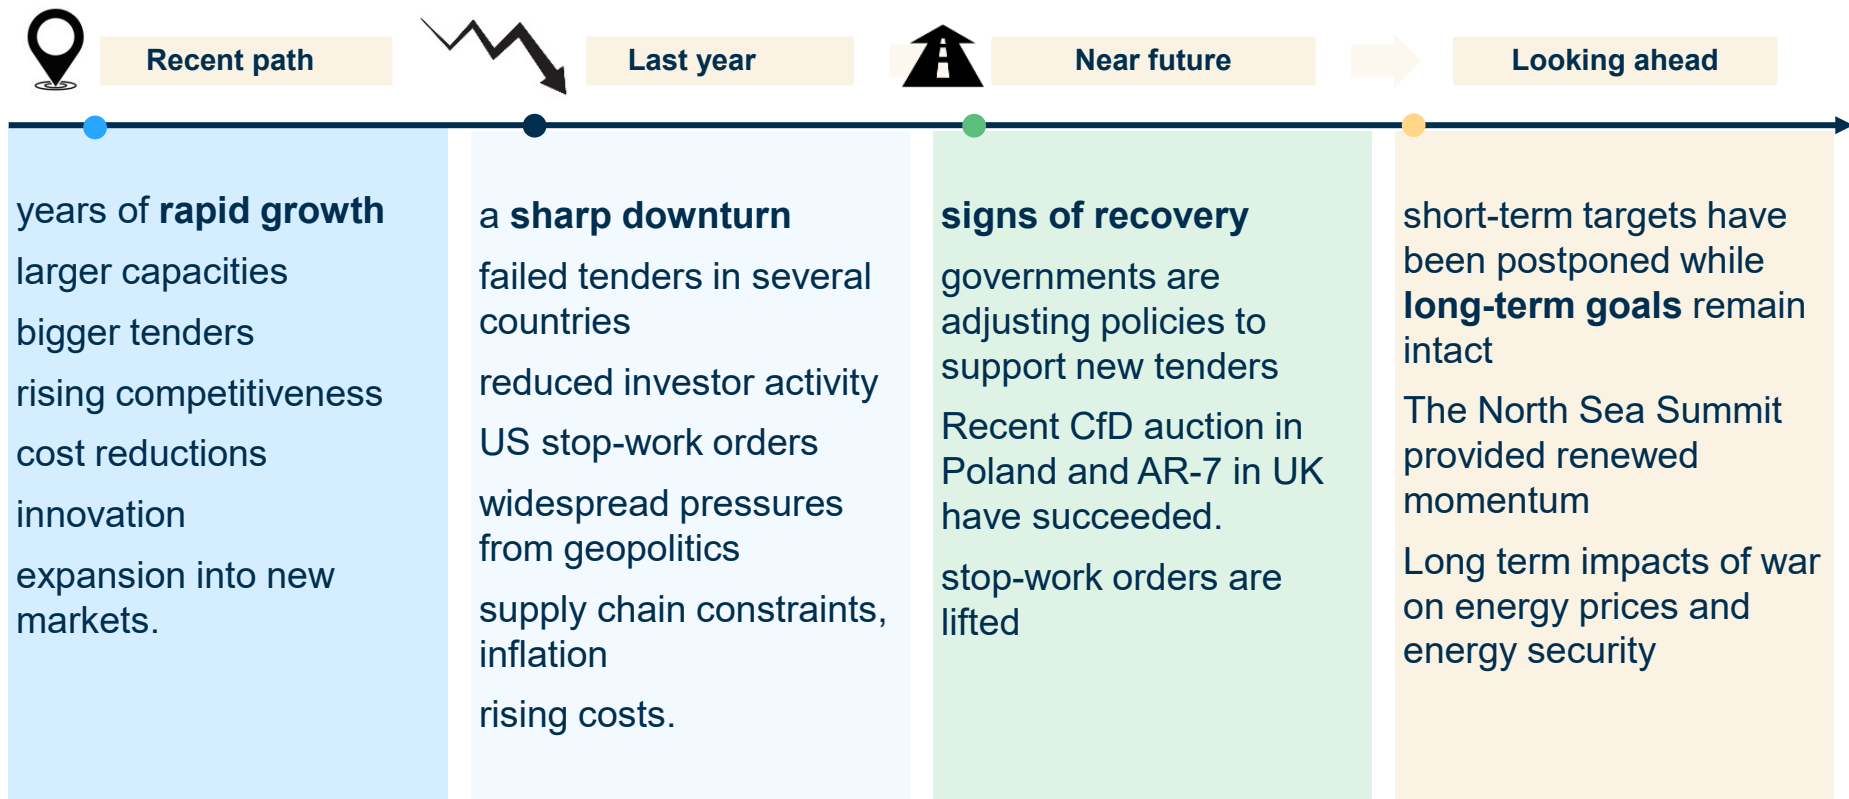 Recent path
Last year
Near future
Looking ahead
years of rapid growth
larger capacities
bigger tenders
rising competitiveness
cost reductions
innovation
expansion into new
markets.
a sharp downturn
failed tenders in several
countries
reduced investor activity
US stop-work orders
widespread pressures
from geopolitics
supply chain constraints,
inflation
rising costs.
signs of recovery
governments are
adjusting policies to
support new tenders
Recent CfD auction in
Poland and AR-7 in UK
have succeeded.
stop-work orders are
lifted
short-term targets have
been postponed while
long-term goals remain
intact
The North Sea Summit
provided renewed
momentum
Long term impacts of war
on energy prices and
energy security